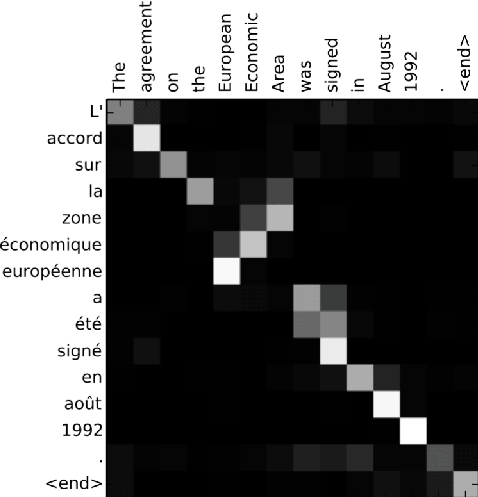 The agreement on the European Economic Area was signed in August 1992 . <end>
L'
accord
sur
la
zone
économique
européenne
a
été
signé
en
août
1992
.
<end>